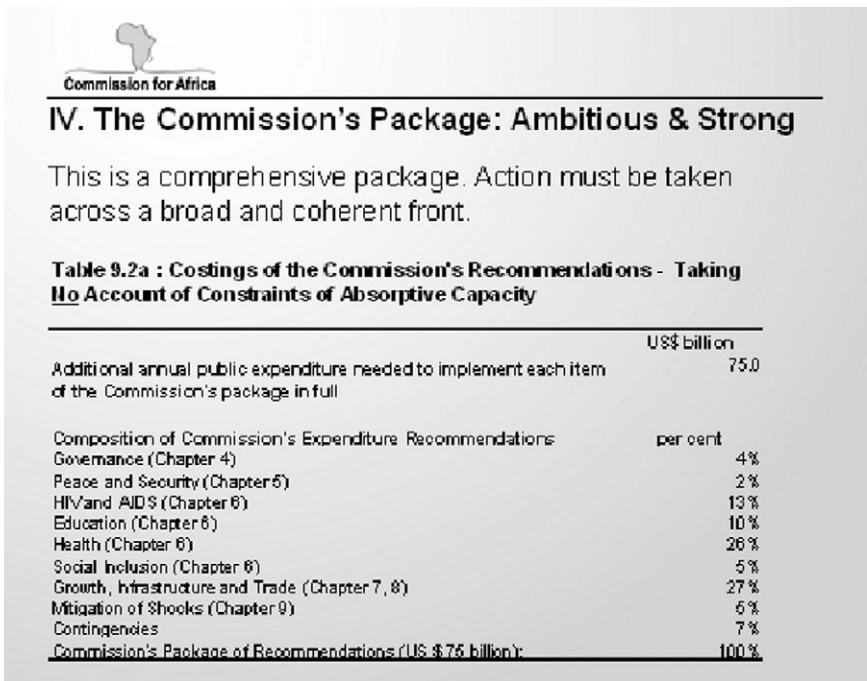 Commission for Africa
IV. The Commission's Package: Ambitious & Strong
This is a comprehensive package. Action must be taken
across a broad and coherent front.
Table 9.2a : Costings of the Commission's Recommendations - Taking
No Account of Constraints of Absorptive Capacity
US$ billion
Additional annual public expenditure needed to implement each item 75.0
of the Commission's package in full
Composition of Commission's Expenditure Recommendations per cent
Governance (Chapter 4) 4%
Peace and Security (Chapter 5) 2%
HIV and AIDS (Chapter 6) 13%
Education (Chapter 6) 10%
Health (Chapter 6) 26%
Social Inclusion (Chapter 6) 5%
Growth, Infrastructure and Trade (Chapter 7, 8) 27%
Mitigation of Shocks (Chapter 9)
Contingencies 7%
Commission's Package of Recommendations (US $75 billion): 100%